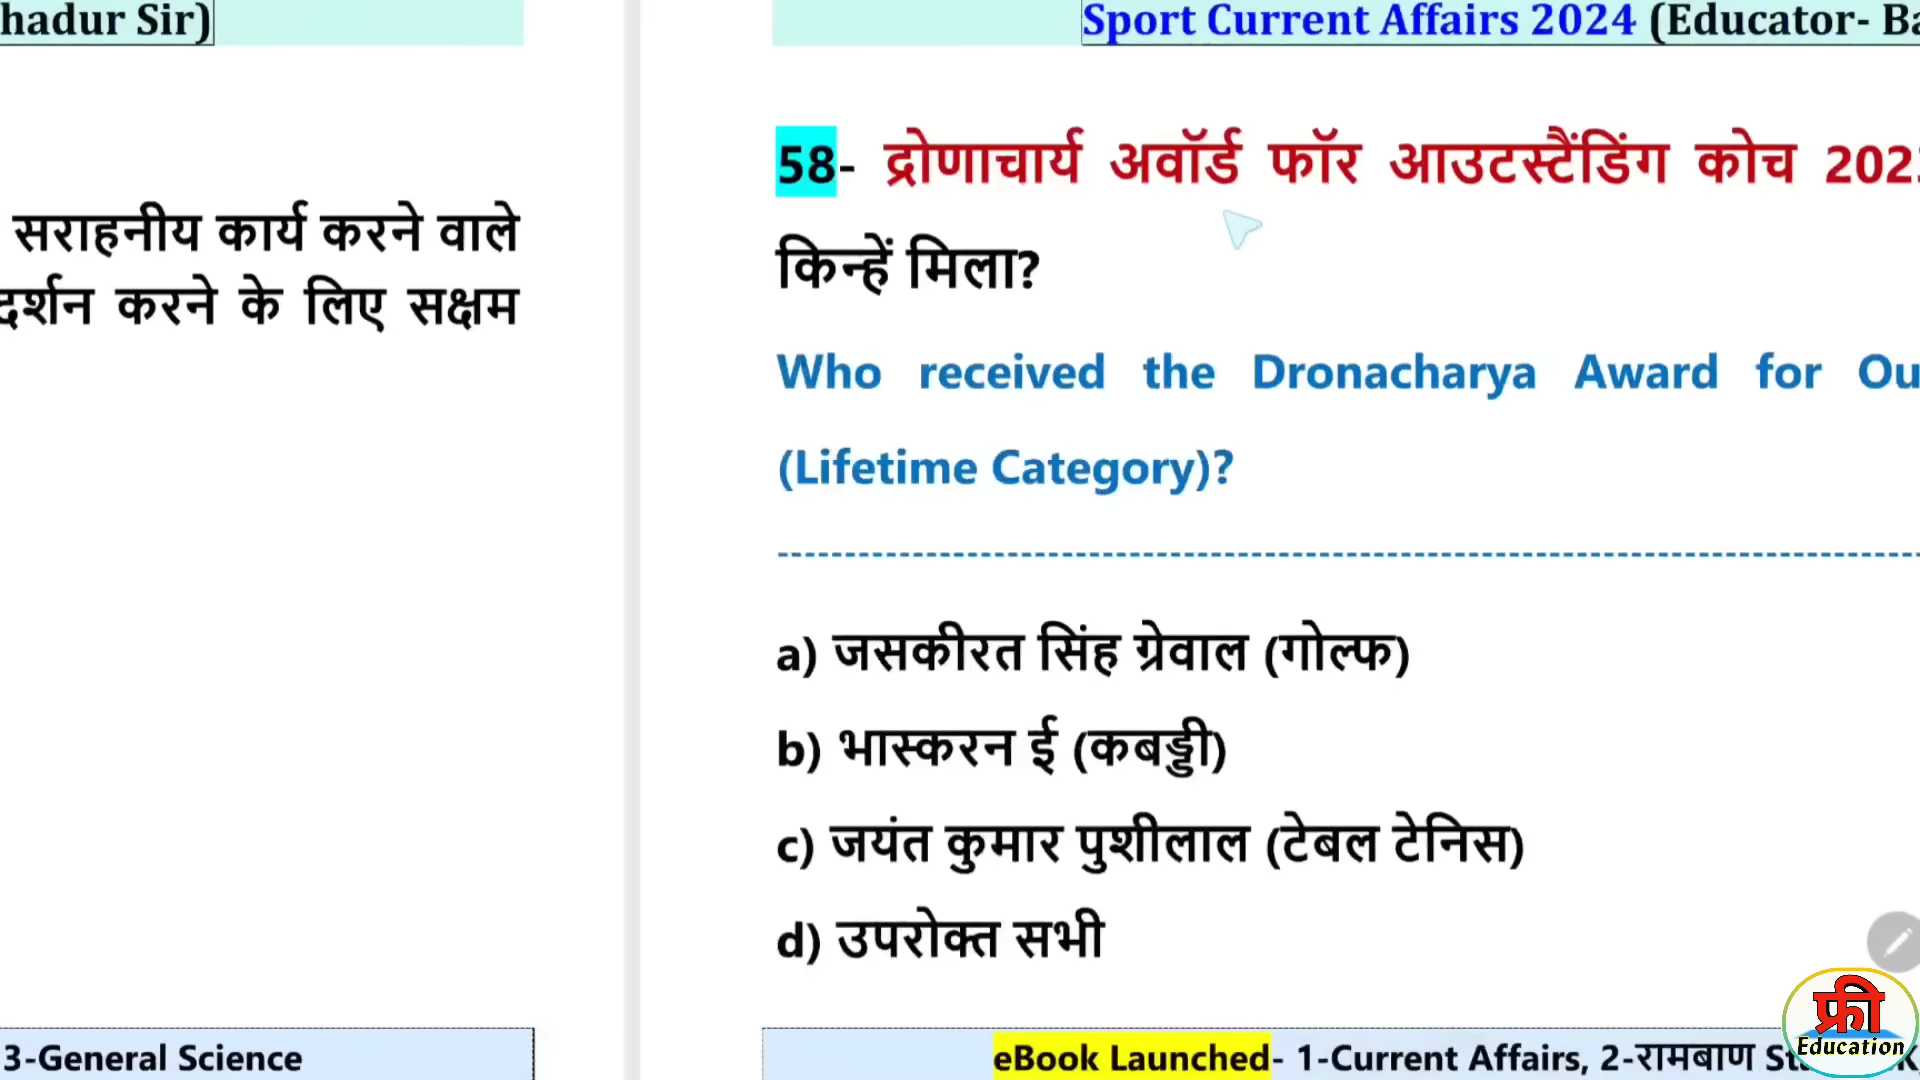 hadur Sir)
सराहनीय कार्य करने वाले
दर्शन करने के लिए सक्षम
3-General Science
Sport Current Affairs 2024 (Educator- Ba
58- द्रोणाचार्य अवॉर्ड फॉर आउटस्टैंडिंग कोच 202
किन्हें मिला?
Who received the Dronacharya Award for Ou
(Lifetime Category)?
a) जसकीरत सिंह ग्रेवाल (गोल्फ)
b) भास्करन ई (कबड्डी)
c) जयंत कुमार पुशीलाल (टेबल टेनिस)
d) उपरोक्त सभी
eBook Launched- 1-Current Affairs, 2-रामबाण
फ्री
Education